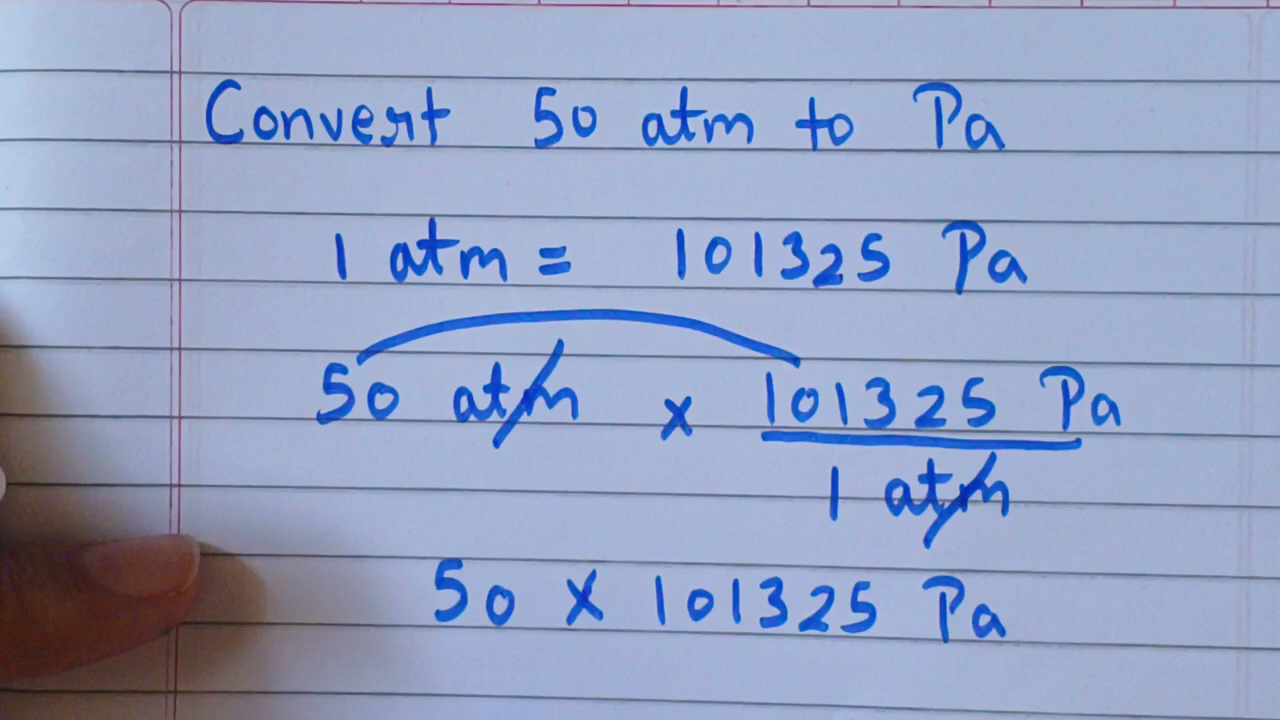 Convert 50 atm to Pa
1 atm = 101325 Pa
50 atm x 101325 Pa
1 atm
50 x 101325 Pa